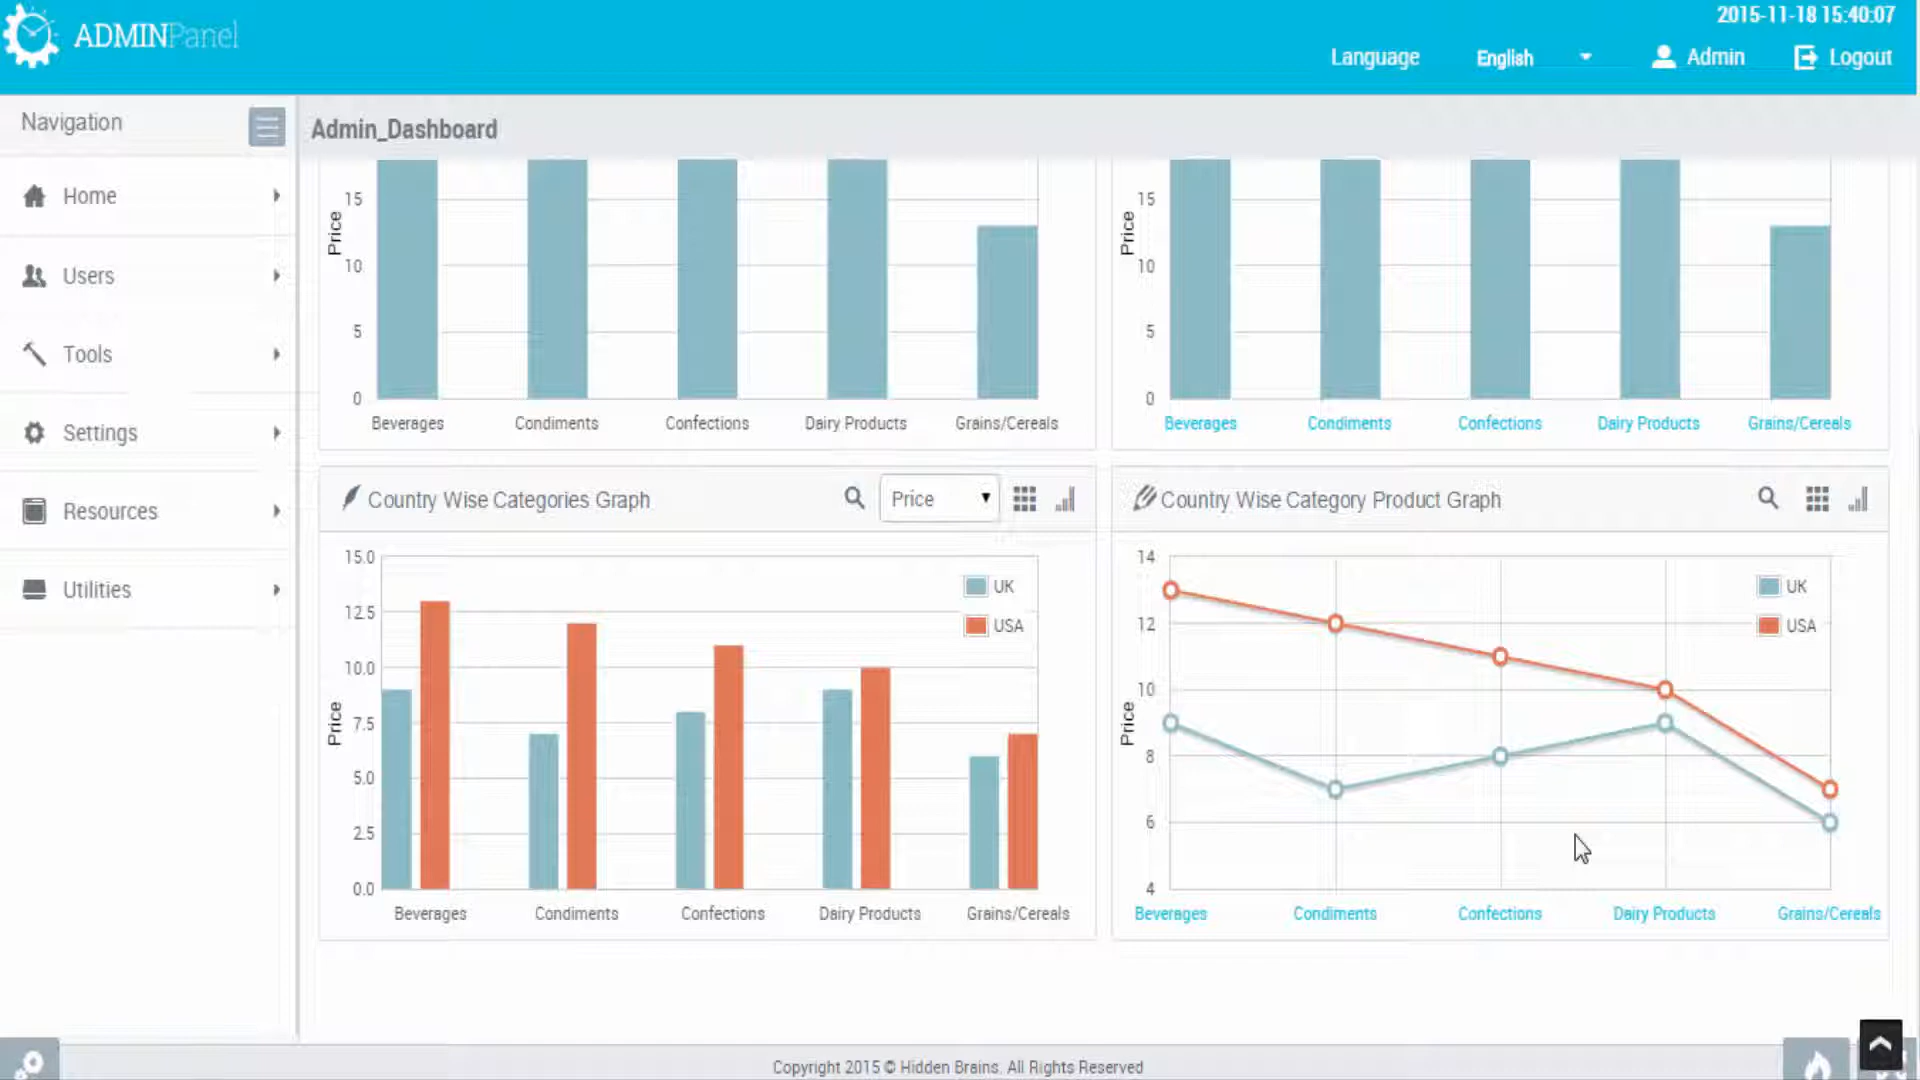 ADMINPanel
2015-11-18 15:40:07
Language
English
Admin
Logout
Navigation
Home
Users
Tools
Settings
Resources
Utilities
Admin_Dashboard
Price
15
10
5
0
Beverages
Condiments
Confections
Dairy Products
Grains/Cereals
Price
15
10
5
0
Beverages
Condiments
Confections
Dairy Products
Grains/Cereals
Country Wise Categories Graph
Price
Price
15.0
12.5
10.0
7.5
5.0
2.5
0.0
UK
USA
Beverages
Condiments
Confections
Dairy Products
Grains/Cereals
Country Wise Category Product Graph
Price
14
12
10
8
6
4
UK
USA
Beverages
Condiments
Confections
Dairy Products
Grains/Cereals
Copyright 2015 © Hidden Brains. All Rights Reserved